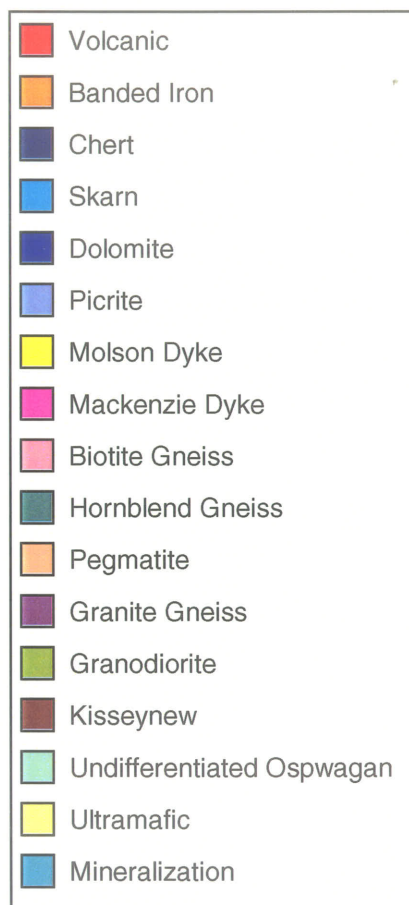 Volcanic
Banded Iron
Chert
Skarn
Dolomite
Picrite
Molson Dyke
Mackenzie Dyke
Biotite Gneiss
Hornblend Gneiss
Pegmatite
Granite Gneiss
Granodiorite
Kisseynew
Undifferentiated Ospwagan
Ultramafic
Mineralization